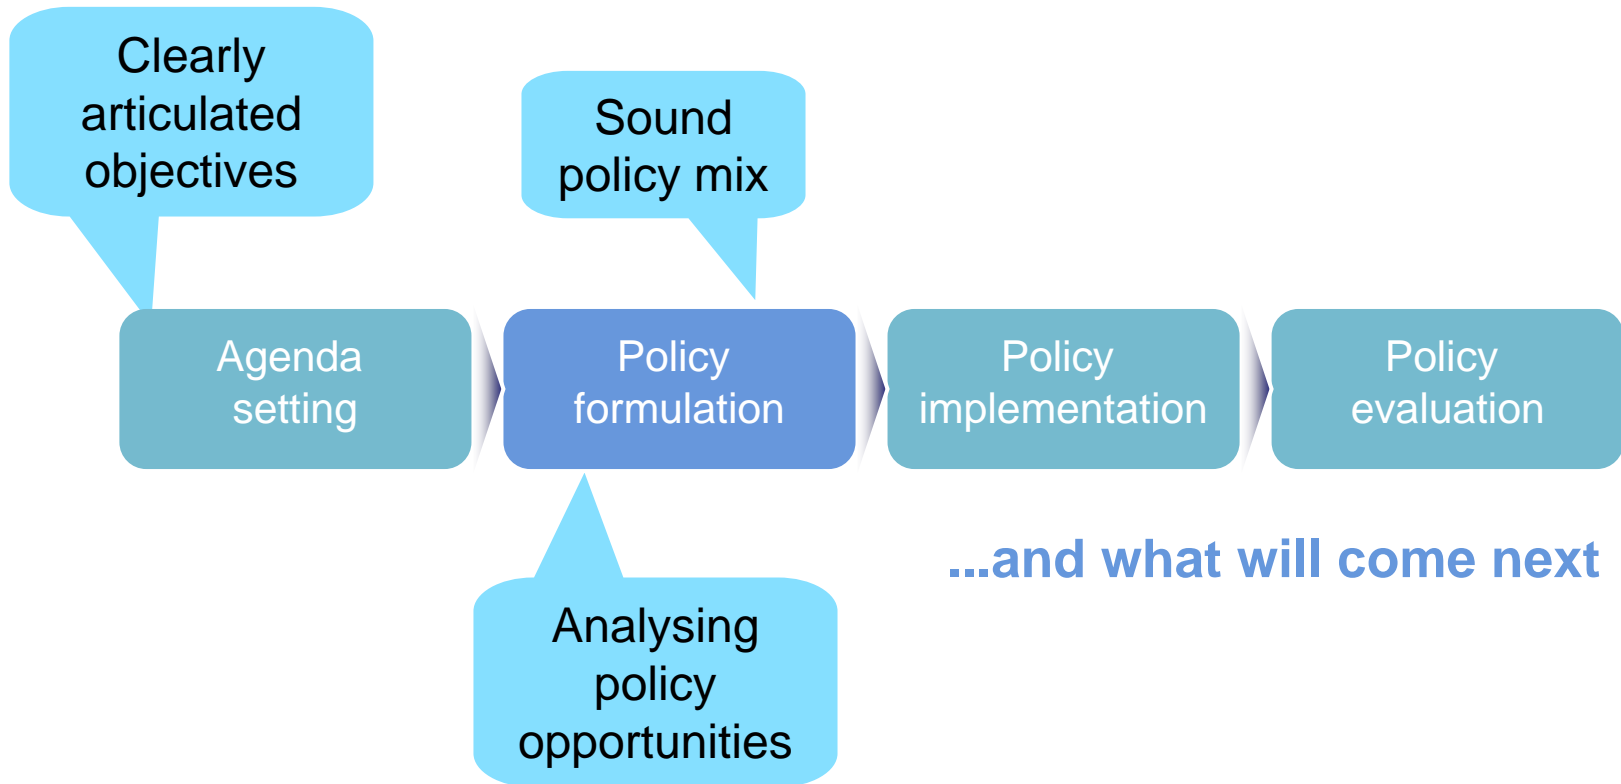 Clearly
articulated
objectives
Sound
policy mix
Agenda
setting
Policy
formulation
Policy
implementation
Policy
evaluation
...and what will come next
Analysing
policy
opportunities